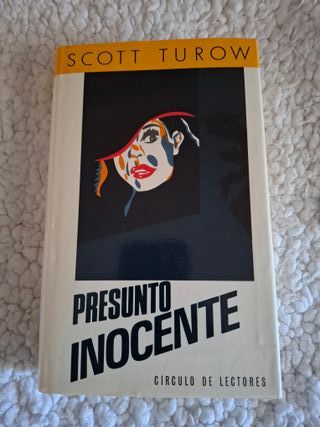 SCOTT TUROW
PRESUNTO
INOCENTE
CÍRCULO DE LECTORES